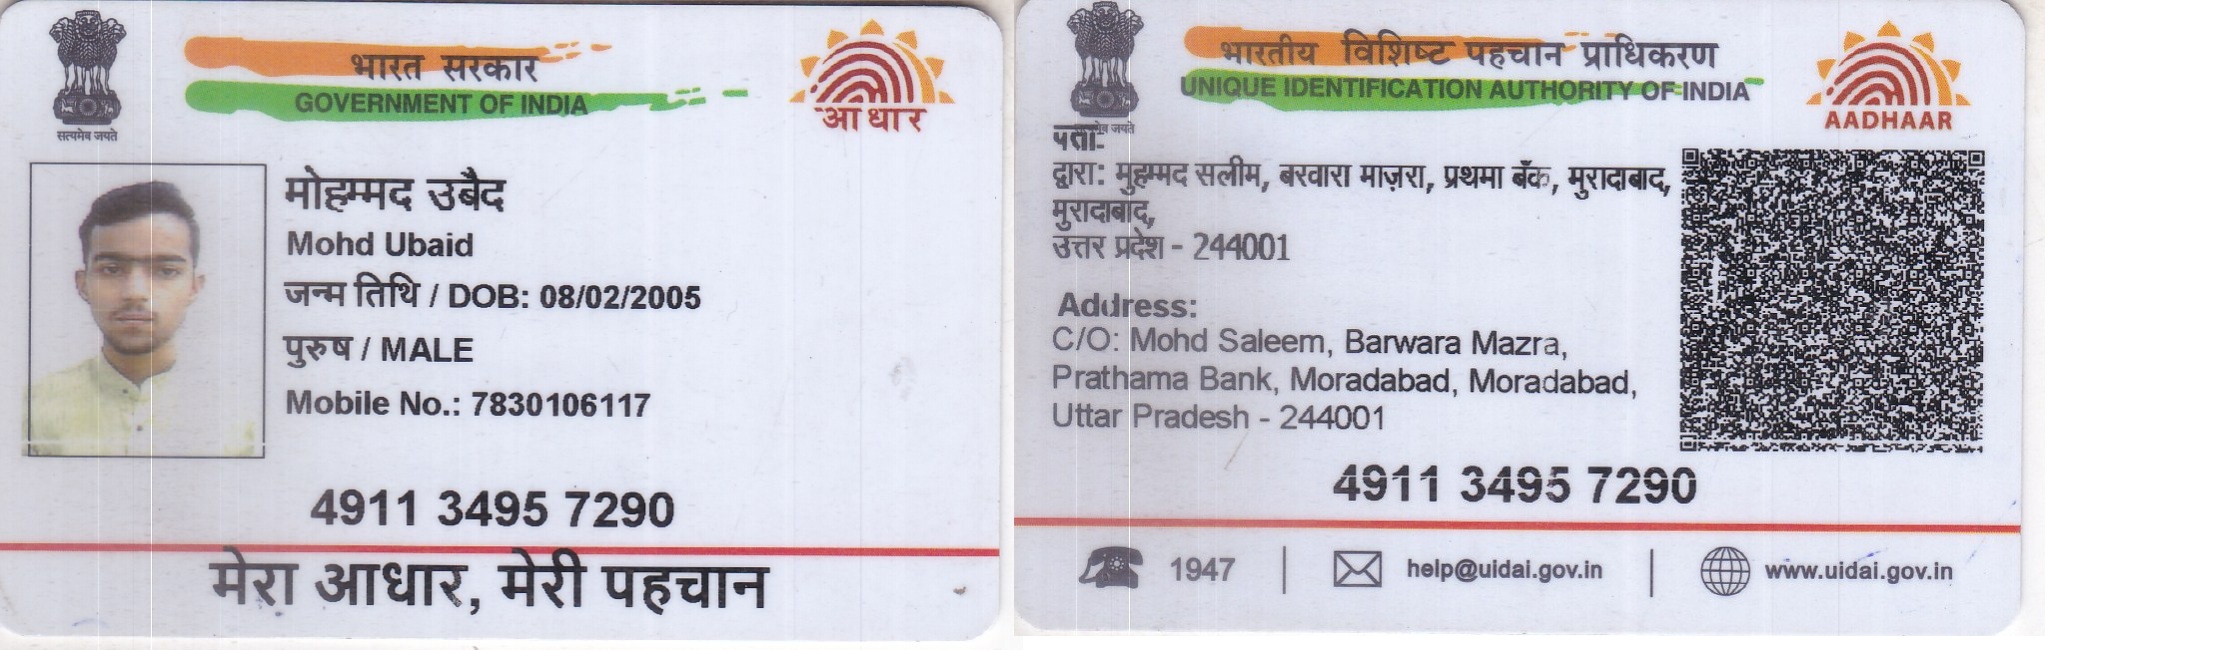 भारत सरकार
GOVERNMENT OF INDIA
आधार
सत्यमेव जयते
मोहम्मद उबैद
Mohd Ubaid
जन्म तिथि / DOB: 08/02/2005
पुरुष / MALE
Mobile No.: 7830106117
4911 3495 7290
मेरा आधार, मेरी पहचान
भारतीय विशिष्ट पहचान प्राधिकरण
UNIQUE IDENTIFICATION AUTHORITY OF INDIA
AADHAAR
जयते
पता:
द्वारा: मुहम्मद सलीम, बरवारा माज़रा, प्रथमा बैंक, मुरादाबाद,
मुरादाबाद,
उत्तर प्रदेश - 244001
Address:
C/O: Mohd Saleem, Barwara Mazra,
Prathama Bank, Moradabad, Moradabad,
Uttar Pradesh - 244001
4911 3495 7290
1947
help@uidai.gov.in
www.uidai.gov.in